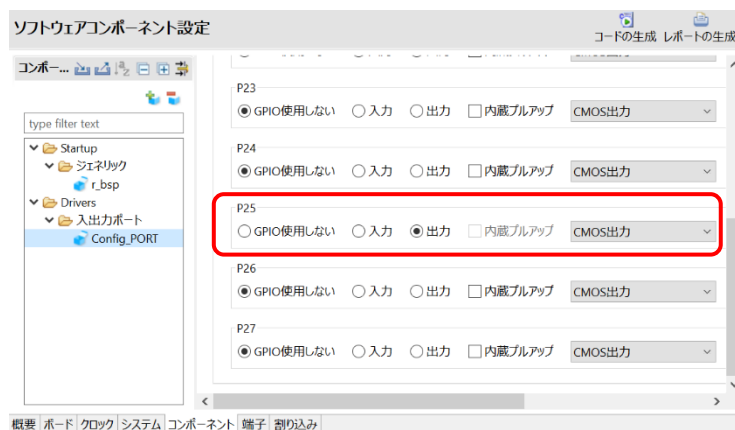 ソフトウェアコンポーネント設定
コードの生成 レポートの生成
コンポー...
type filter text
Startup
ジェネリック
r_bsp
Drivers
入出力ポート
Config_PORT
P23
GPIO使用しない 入力 出力 内蔵プルアップ CMOS出力
P24
GPIO使用しない 入力 出力 内蔵プルアップ CMOS出力
P25
GPIO使用しない 入力 出力 内蔵プルアップ CMOS出力
P26
GPIO使用しない 入力 出力 内蔵プルアップ CMOS出力
P27
GPIO使用しない 入力 出力 内蔵プルアップ CMOS出力
概要 ボード クロック システム コンポーネント 端子 割り込み